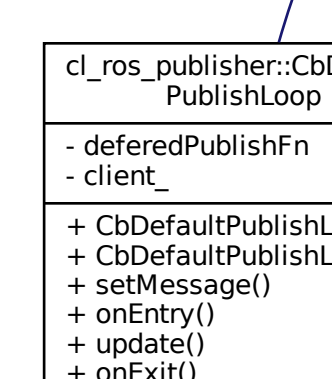 cl_ros_publisher::CbD
PublishLoop
- deferedPublishFn
- client_
+ CbDefaultPublishL
+ CbDefaultPublishL
+ setMessage()
+ onEntry()
+ update()
+ onExit()